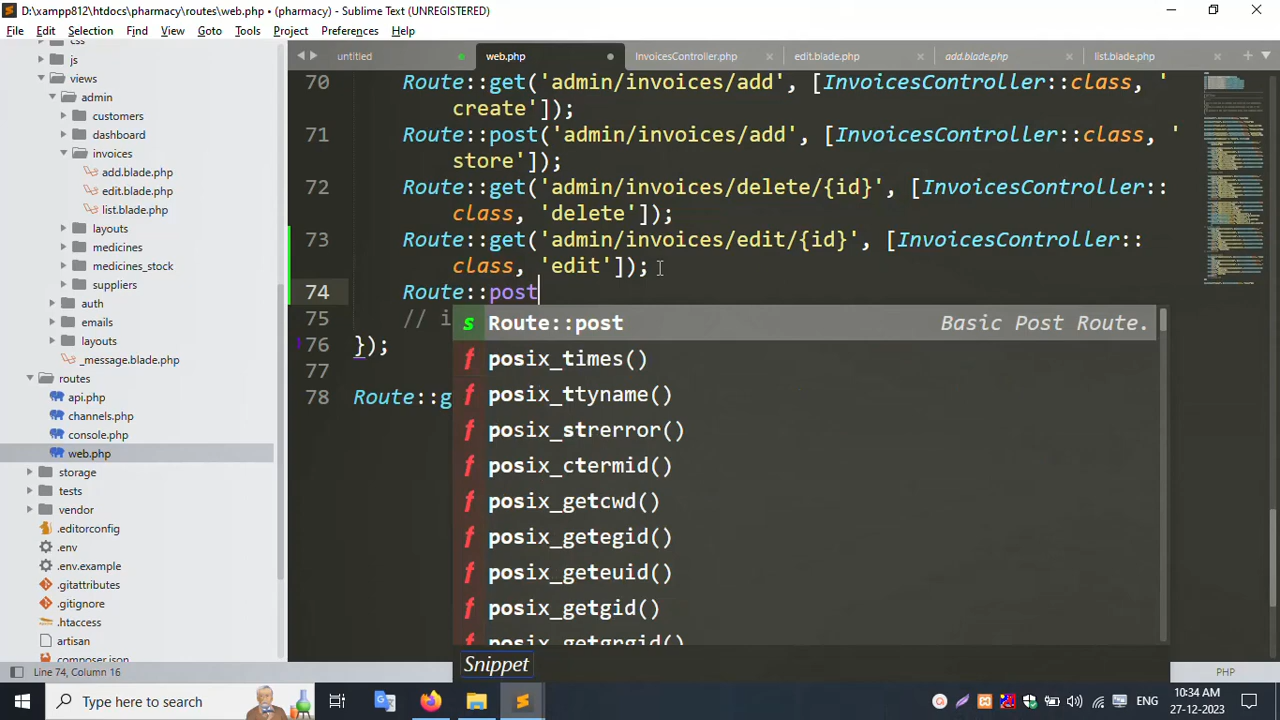 D:\xampp812\htdocs\pharmacy\routes\web.php • (pharmacy) - Sublime Text (UNREGISTERED)
File Edit Selection Find View Goto Tools Project Preferences Help
css
js
views
admin
customers
dashboard
invoices
add.blade.php
edit.blade.php
list.blade.php
layouts
medicines
medicines_stock
suppliers
auth
emails
layouts
_message.blade.php
routes
api.php
channels.php
console.php
web.php
storage
tests
vendor
.editorconfig
.env
.env.example
.gitattributes
.gitignore
.htaccess
artisan
composer.json
untitled web.php InvoicesController.php edit.blade.php add.blade.php list.blade.php
70 Route::get('admin/invoices/add', [InvoicesController::class, '
create']);
71 Route::post('admin/invoices/add', [InvoicesController::class, '
store']);
72 Route::get('admin/invoices/delete/{id}', [InvoicesController::
class, 'delete']);
73 Route::get('admin/invoices/edit/{id}', [InvoicesController::
class, 'edit']);
74 Route::post
75 // i
76 });
77
78 Route::g
s Route::post Basic Post Route.
f posix_times()
f posix_ttyname()
f posix_strerror()
f posix_ctermid()
f posix_getcwd()
f posix_getegid()
f posix_geteuid()
f posix_getgid()
f posix_getgrgid()
Snippet
Line 74, Column 16 PHP
Type here to search
ENG
10:34 AM
27-12-2023